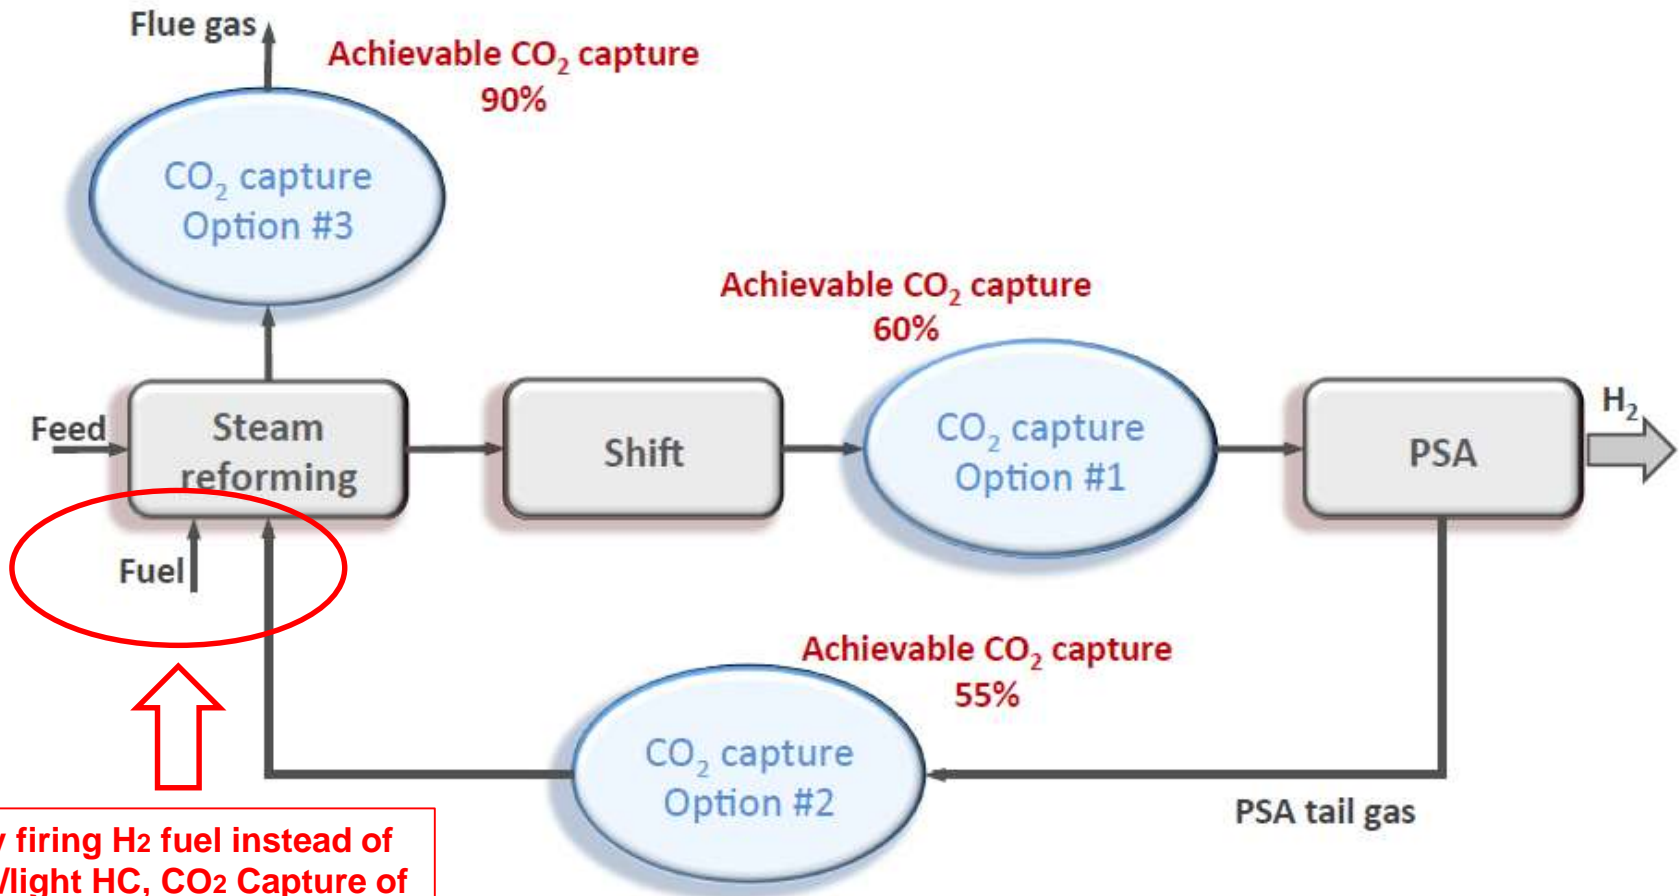 Flue gas
Achievable CO₂ capture
90%
CO₂ capture
Option #3
Achievable CO₂ capture
60%
Feed
Steam
reforming
Shift
CO₂ capture
Option #1
PSA
H₂
Fuel
Achievable CO₂ capture
55%
CO₂ capture
Option #2
PSA tail gas
firing H₂ fuel instead of
/light HC, CO₂ Capture of